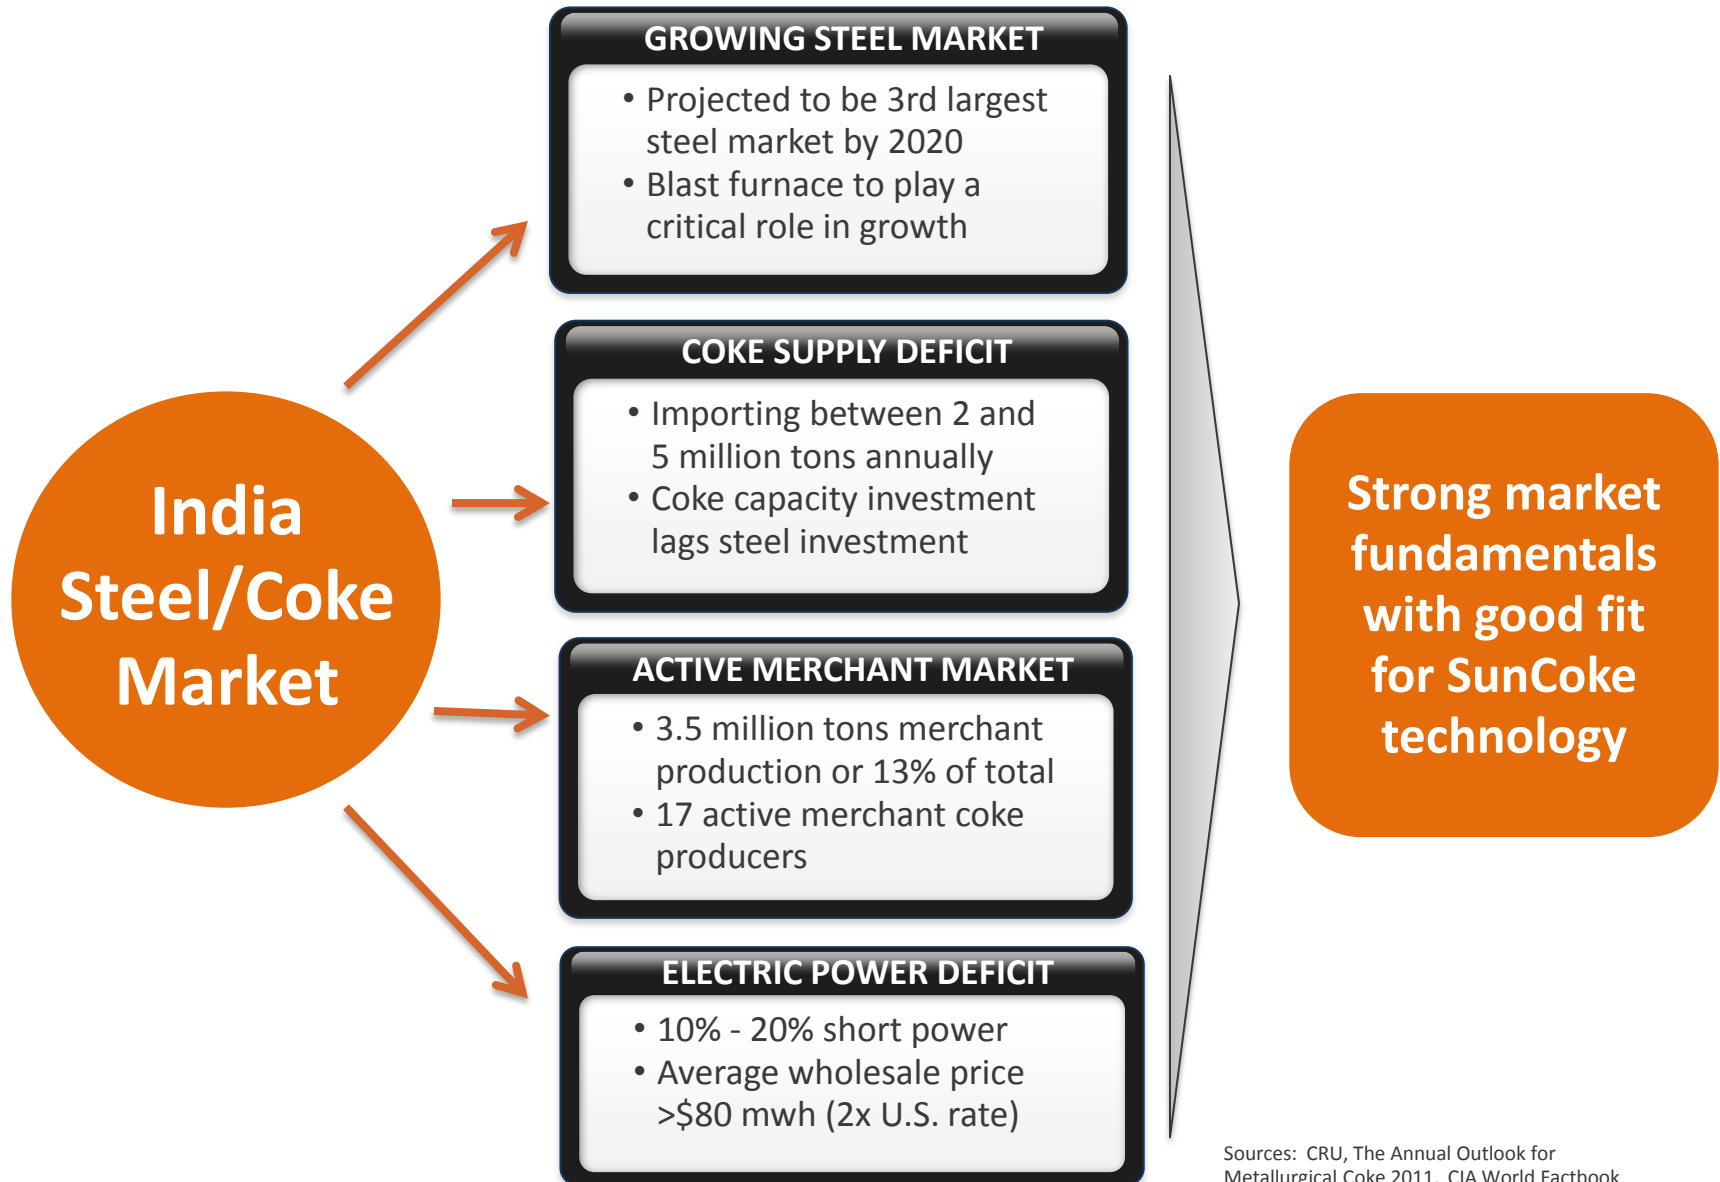 GROWING STEEL MARKET
• Projected to be 3rd largest
steel market by 2020
• Blast furnace to play a
critical role in growth
COKE SUPPLY DEFICIT
• Importing between 2 and
5 million tons annually
• Coke capacity investment
lags steel investment
India
Steel/Coke
Market
ACTIVE MERCHANT MARKET
• 3.5 million tons merchant
production or 13% of total
• 17 active merchant coke
producers
ELECTRIC POWER DEFICIT
• 10% - 20% short power
• Average wholesale price
>$80 mwh (2x U.S. rate)
Strong market
fundamentals
with good fit
for SunCoke
technology
Sources: CRU, The Annual Outlook for
Metallurgical Coke 2011, CIA World Factbook